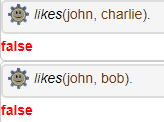 likes(john, charlie).
false
likes(john, bob).
false